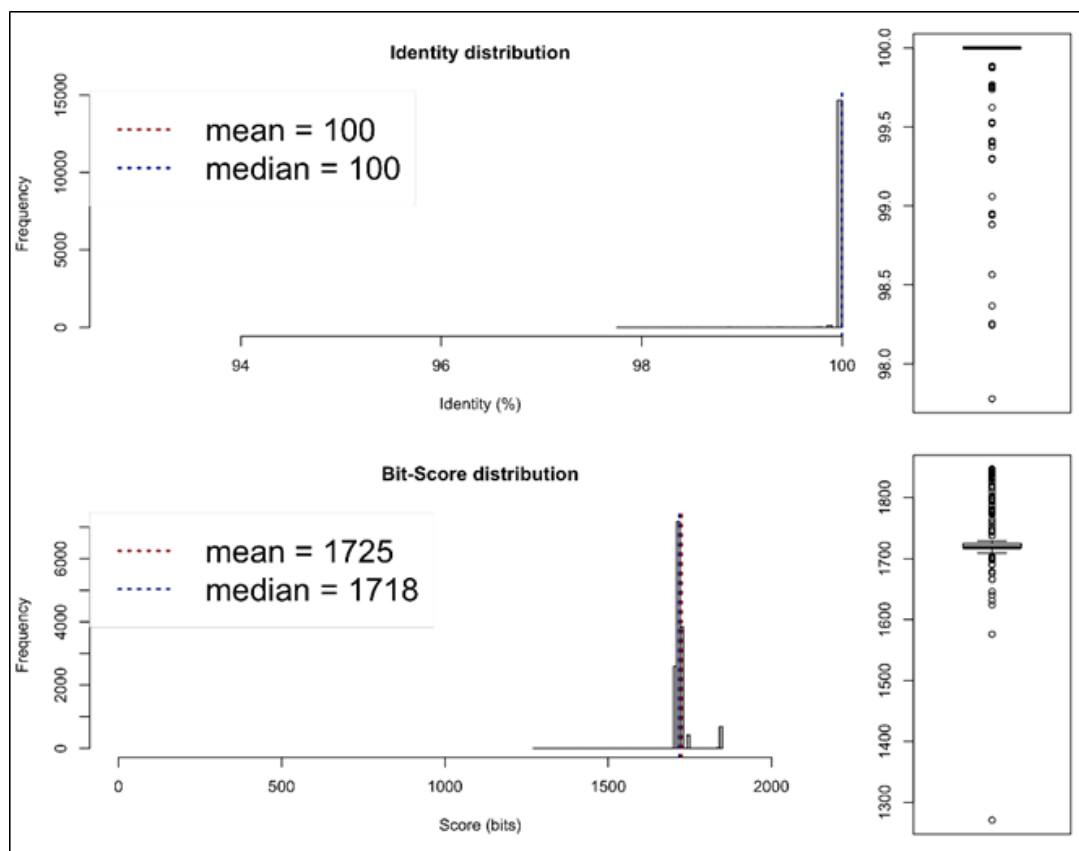 Identity distribution
mean = 100
median = 100
Frequency
0
5000
10000
15000
94
96
98
100
Identity (%)
98.0
98.5
99.0
99.5
100.0
Bit-Score distribution
mean = 1725
median = 1718
Frequency
0
2000
4000
6000
0
500
1000
1500
2000
Score (bits)
1300
1400
1500
1600
1700
1800